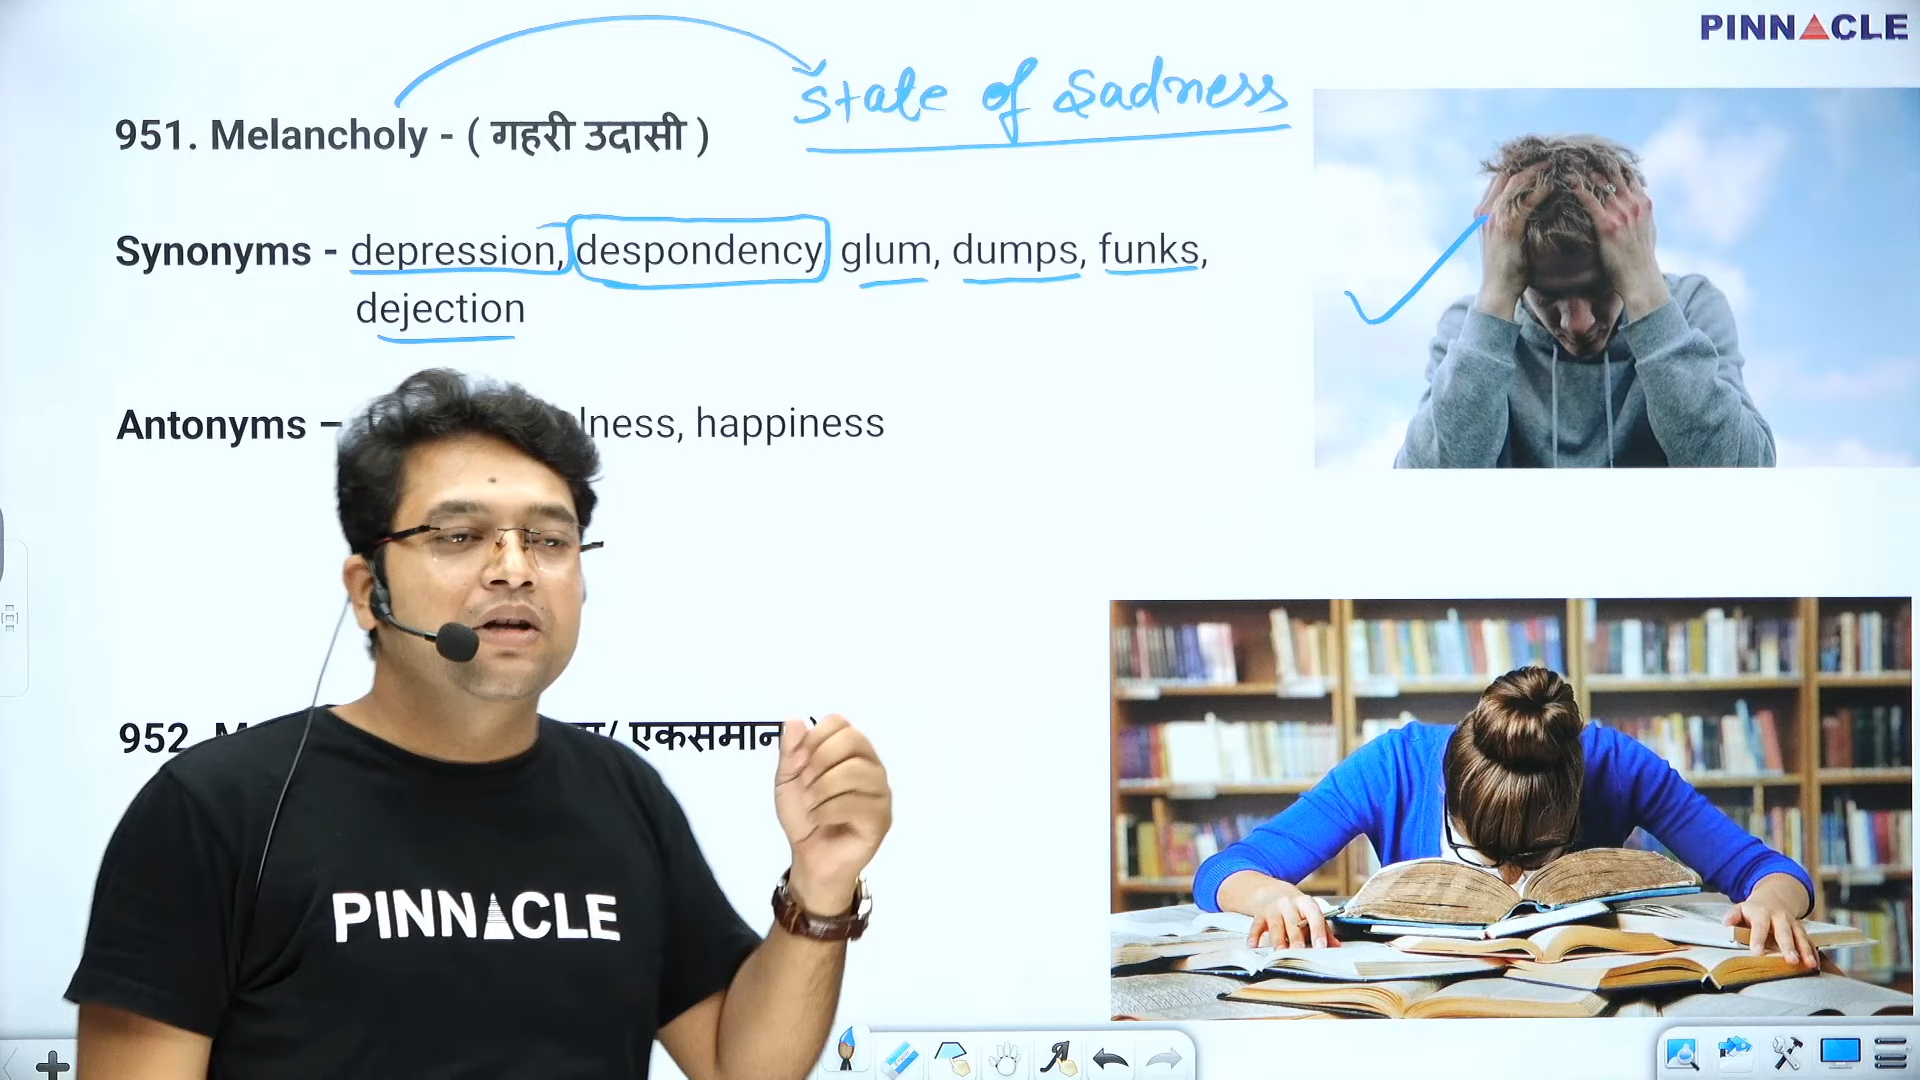 PINNACLE
State of Sadness
951. Melancholy - ( गहरी उदासी )
Synonyms - depression, despondency glum, dumps, funks,
dejection
Antonyms – lness, happiness
952. M / एकसमान )
PINNACLE